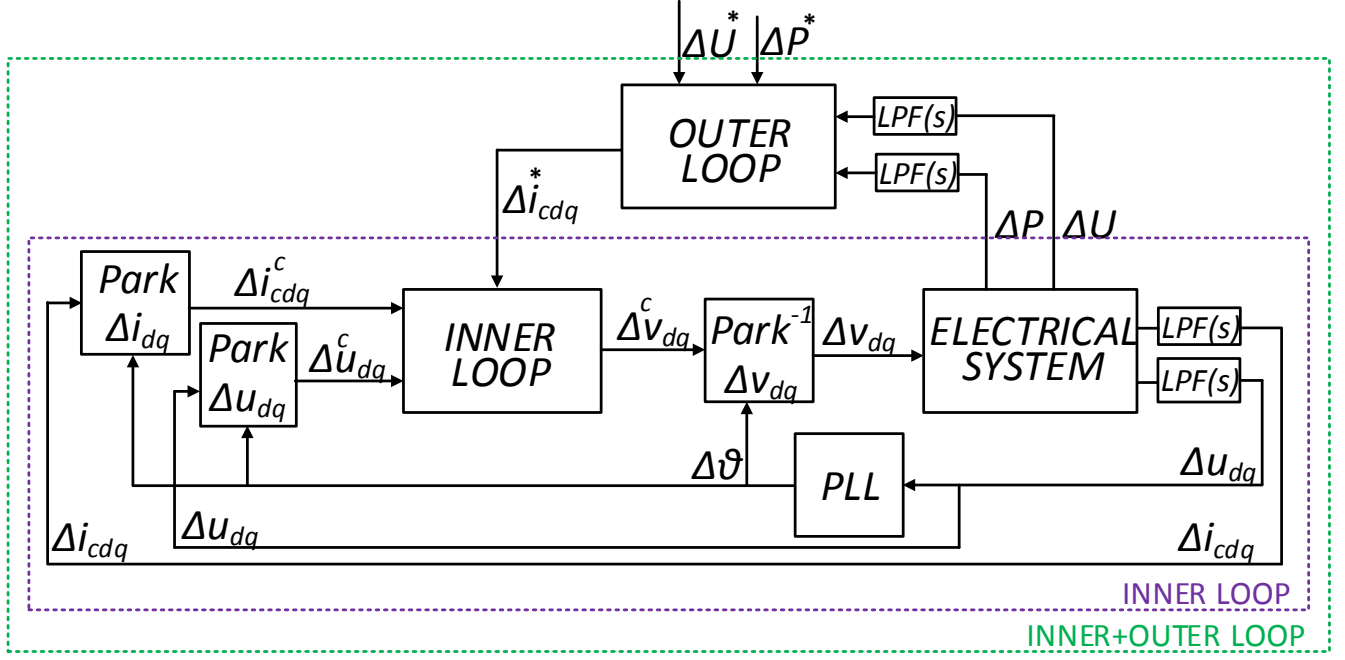 ΔU* ΔP*
OUTER
LOOP
LPF(s)
LPF(s)
Δi*cdq
ΔP ΔU
Park
Δidq
Δiccdq
Park
Δudq
Δucdq
INNER
LOOP
Δvcdq
Park-1
Δvdq
Δvdq
ELECTRICAL
SYSTEM
LPF(s)
LPF(s)
Δϑ
PLL
Δudq
Δudq
Δicdq
Δicdq
INNER LOOP
INNER+OUTER LOOP